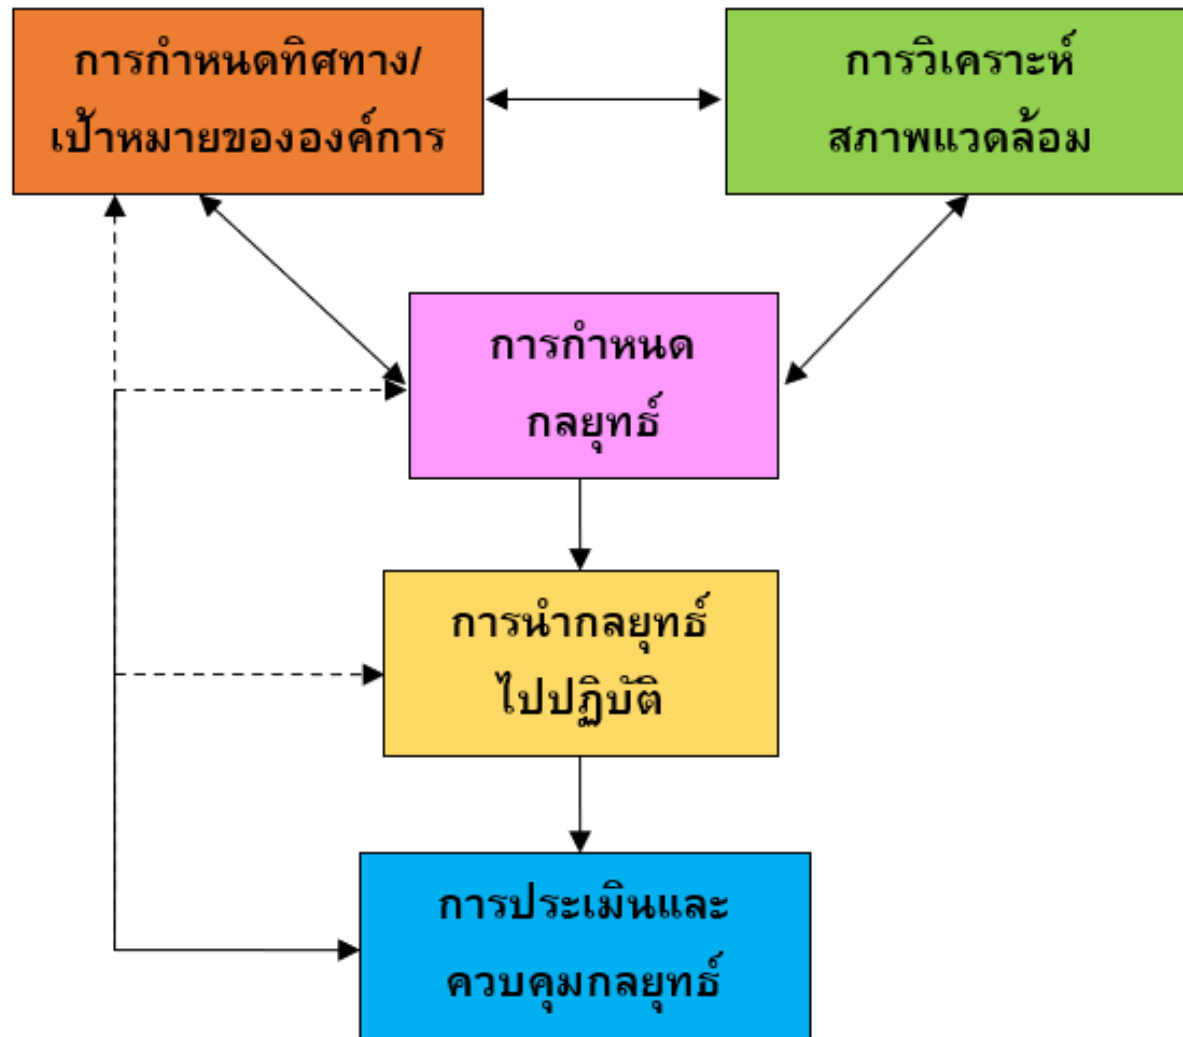 การกำหนดทิศทาง/
เป้าหมายขององค์การ
การวิเคราะห์
สภาพแวดล้อม
การกำหนด
กลยุทธ์
การนำกลยุทธ์
ไปปฏิบัติ
การประเมินและ
ควบคุมกลยุทธ์